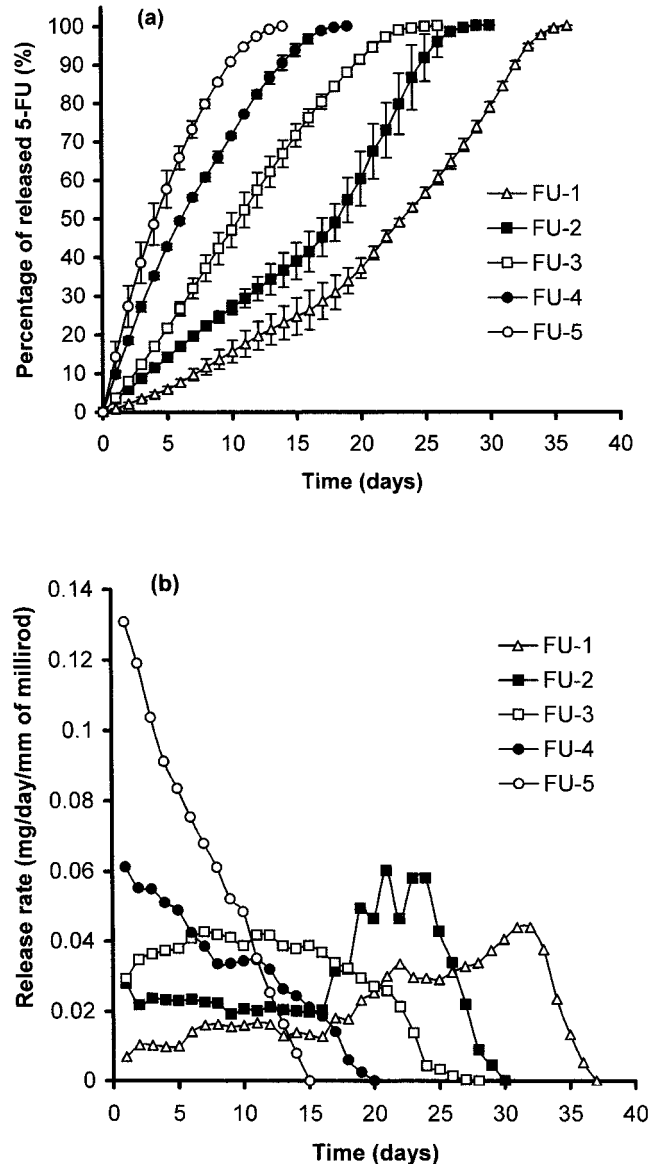 (a)
Percentage of released 5-FU (%)
100
90
80
70
60
50
40
30
20
10
0
FU-1
FU-2
FU-3
FU-4
FU-5
0 5 10 15 20 25 30 35 40
Time (days)
(b)
Release rate (mg/day/mm of millirod)
0.14
0.12
0.1
0.08
0.06
0.04
0.02
0
FU-1
FU-2
FU-3
FU-4
FU-5
0 5 10 15 20 25 30 35 40
Time (days)